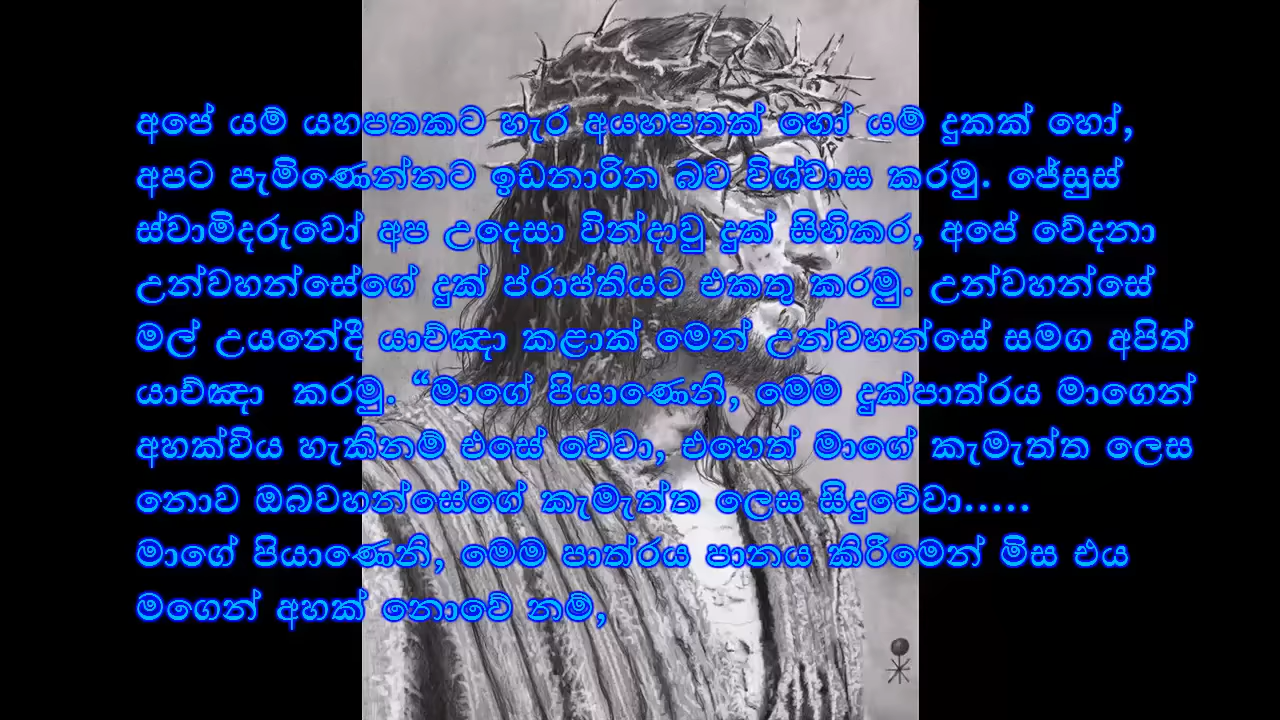 අපේ යම් යහපතකට හැර අයහපතක් හෝ යම් දුකක් හෝ,
අපට පැමිණෙන්නට ඉඩනාරින බව විශ්වාස කරමු. ජේසුස්
ස්වාමිදරුවෝ අප උදෙසා වින්දාවු දුක් සිහිකර, අපේ වේදනා
උන්වහන්සේගේ දුක් ප්රාප්තියට එකතු කරමු. උන්වහන්සේ
මල් උයනේදී යාච්ඤා කළාක් මෙන් උන්වහන්සේ සමග අපිත්
යාච්ඤා කරමු. “මාගේ පියාණෙනි, මෙම දුක්පාත්රය මාගෙන්
අහක්විය හැකිනම් එසේ වේවා, එහෙත් මාගේ කැමැත්ත ලෙස
නොව ඔබවහන්සේගේ කැමැත්ත ලෙස සිදුවේවා.....
මාගේ පියාණෙනි, මෙම පාත්රය පානය කිරීමෙන් මිස එය
මගෙන් අහක් නොවේ නම්,